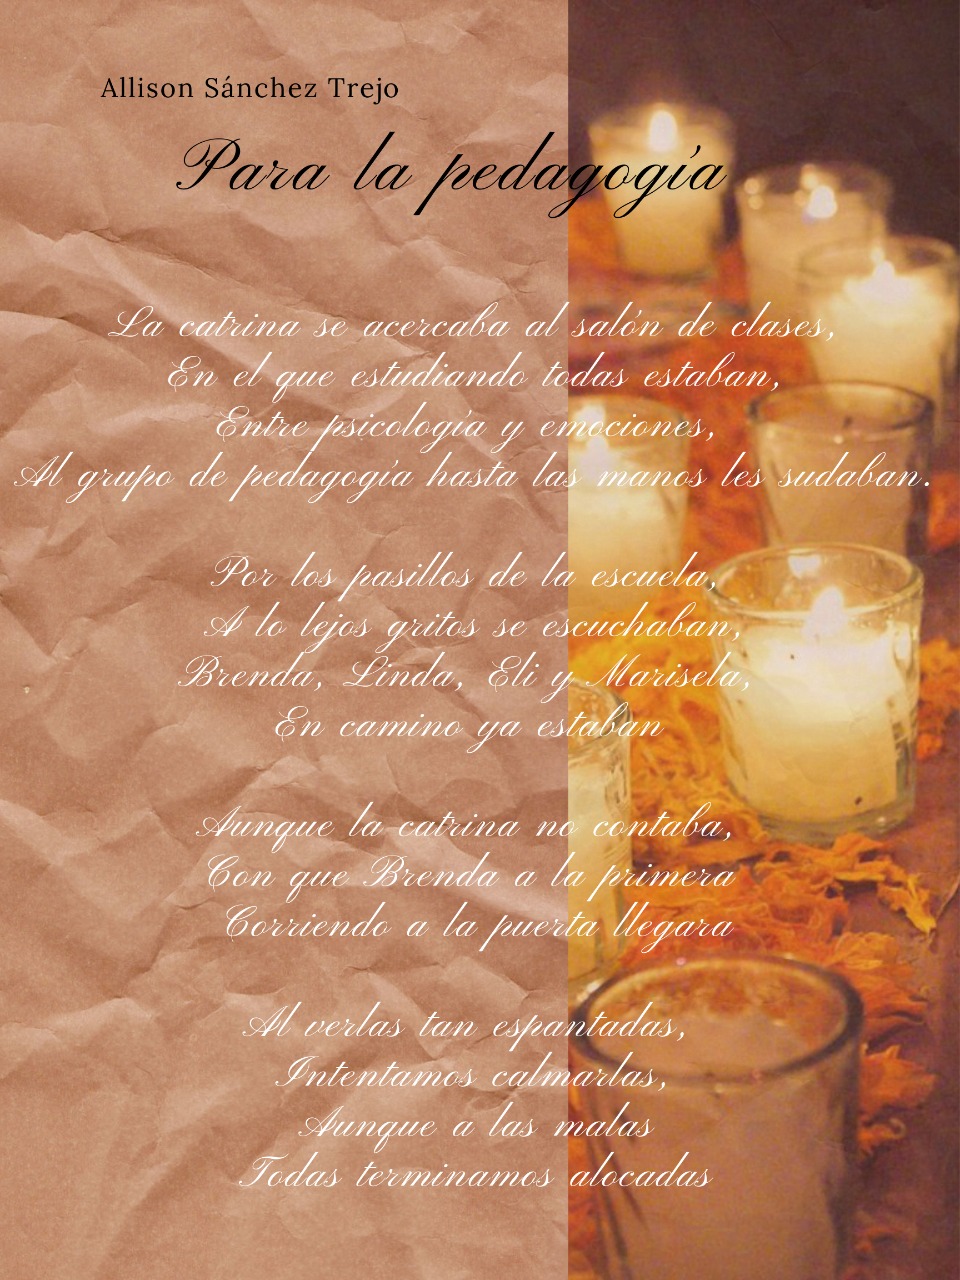 Allison Sánchez Trejo
Para la pedagogía
La catrina se acercaba al salón de clases,
En el que estudiando todas estaban,
Entre psicología y emociones,
Al grupo de pedagogía hasta las manos les sudaban.
Por los pasillos de la escuela,
A lo lejos gritos se escuchaban,
Brenda, Linda, Eli y Marisela,
En camino ya estaban
Aunque la catrina no contaba,
Con que Brenda a la primera
Corriendo a la puerta llegara
Al verlas tan espantadas,
Intentamos calmarlas,
Aunque a las malas
Todas terminamos alocadas